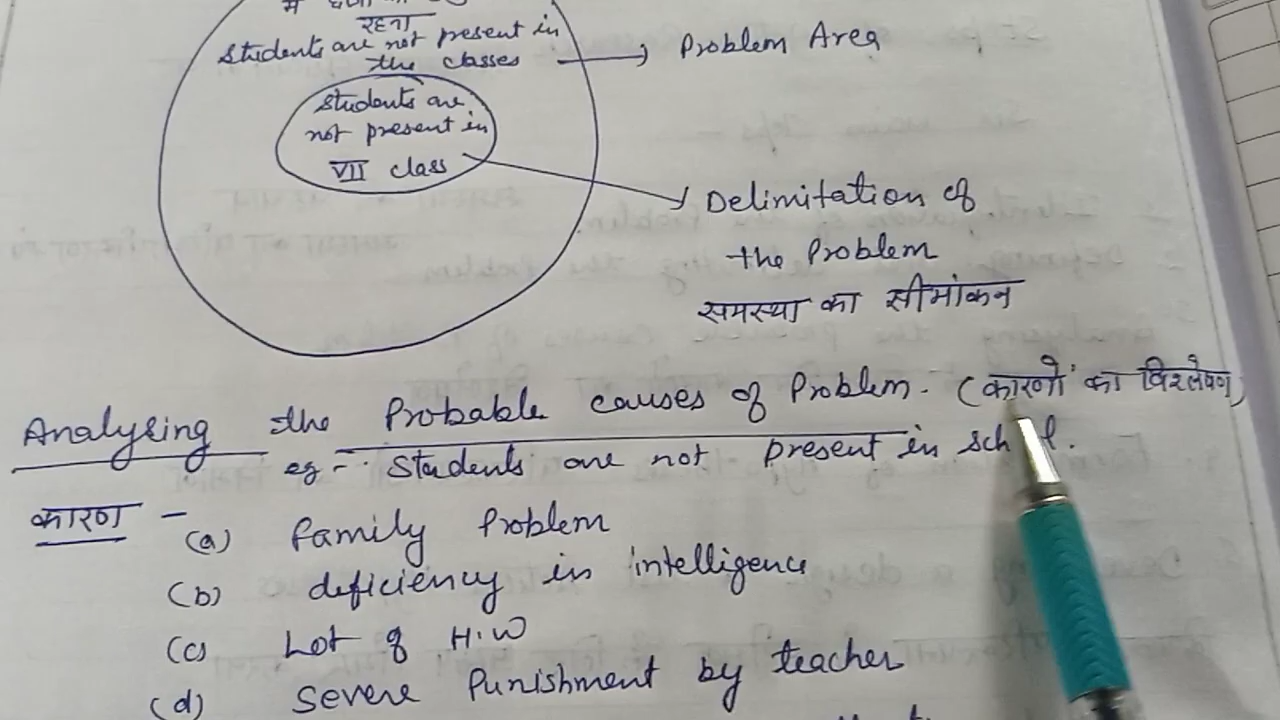 में
रहना
Students are not present in
the classes
Problem Area
Students are
not present in
VII class
Delimitation of
the Problem
समस्या का सीमांकन
Analysing the Probable causes of Problem. (कारणों का विश्लेषण)
eg - Students are not present in school.
कारण - (a) family Problem
(b) deficiency in intelligence
(c) Lot of H.W
(d) Severe Punishment by teacher